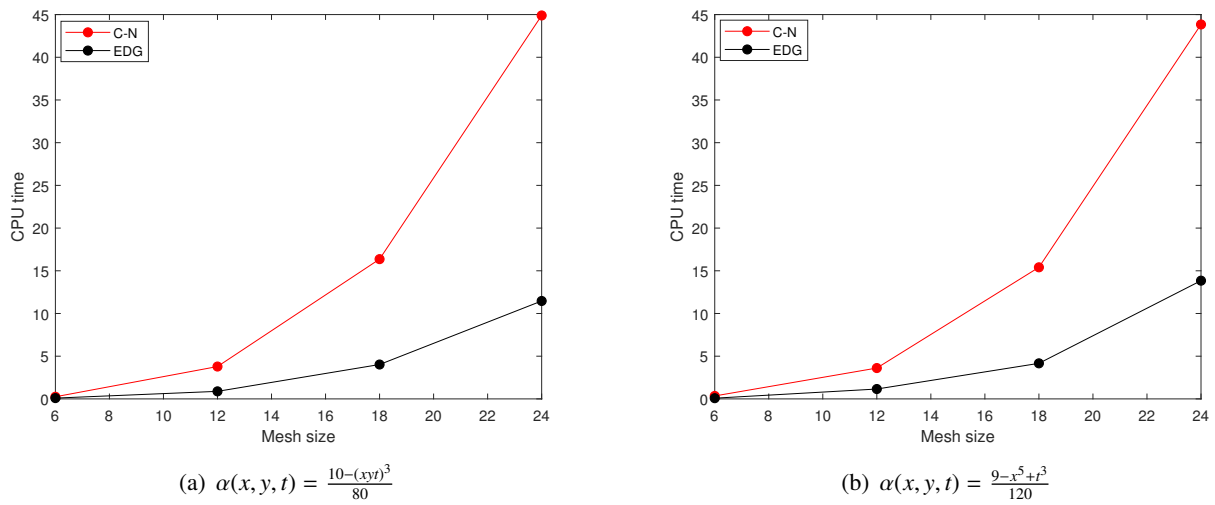 C-N
EDG
45
40
35
30
25
20
15
10
5
0
CPU time
6 8 10 12 14 16 18 20 22 24
Mesh size
(a) α(x, y, t) = \frac{10−(xyt)^3}{80}
C-N
EDG
45
40
35
30
25
20
15
10
5
0
CPU time
6 8 10 12 14 16 18 20 22 24
Mesh size
(b) α(x, y, t) = \frac{9−x^5+t^3}{120}